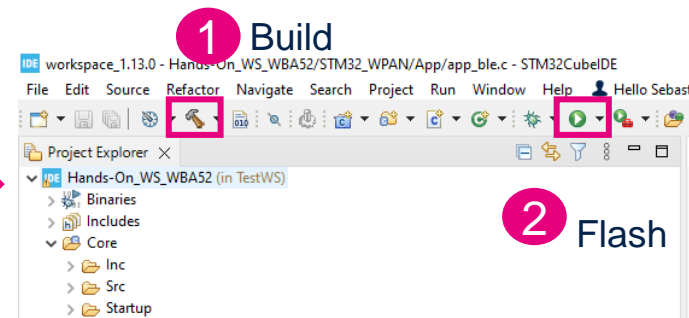 1 Build
IDE workspace_1.13.0 - Hands-On_WS_WBA52/STM32_WPAN/App/app_ble.c - STM32CubeIDE
File Edit Source Refactor Navigate Search Project Run Window Help Hello Sebast
010
Project Explorer
IDE Hands-On_WS_WBA52 (in TestWS)
Binaries
Includes
2 Flash
Core
Inc
Src
Startup